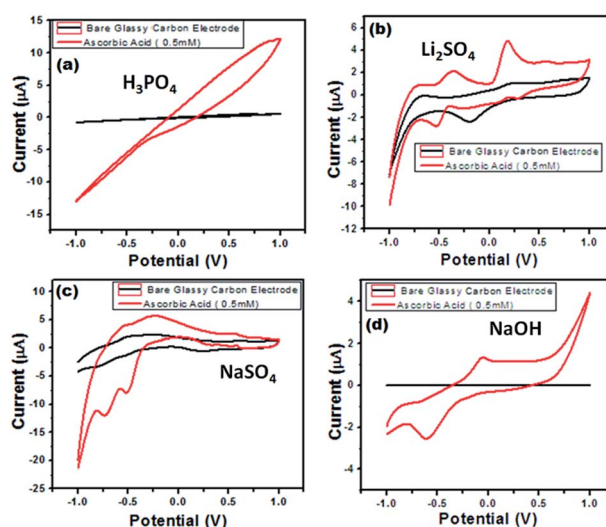 15
10
5
0
-5
-10
-15
Current (µA)
Bare Glassy Carbon Electrode
Ascorbic Acid ( 0.5mM)
(a)
H₃PO₄
-1.0 -0.5 0.0 0.5 1.0
Potential (V)
6
4
2
0
-2
-4
-6
-8
-10
-12
Current (µA)
(b)
Li₂SO₄
Bare Glassy Carbon Electrode
Ascorbic Acid ( 0.5mM)
-1.0 -0.5 0.0 0.5 1.0
Potential (V)
10
5
0
-5
-10
-15
-20
-25
Current (µA)
(c)
Bare Glassy Carbon Electrode
Ascorbic Acid ( 0.5mM)
NaSO₄
-1.0 -0.5 0.0 0.5 1.0
Potential (V)
4
2
0
-2
-4
Current (µA)
Bare Glassy Carbon Electrode
Ascorbic Acid ( 0.5mM)
(d)
NaOH
-1.0 -0.5 0.0 0.5 1.0
Potential (V)